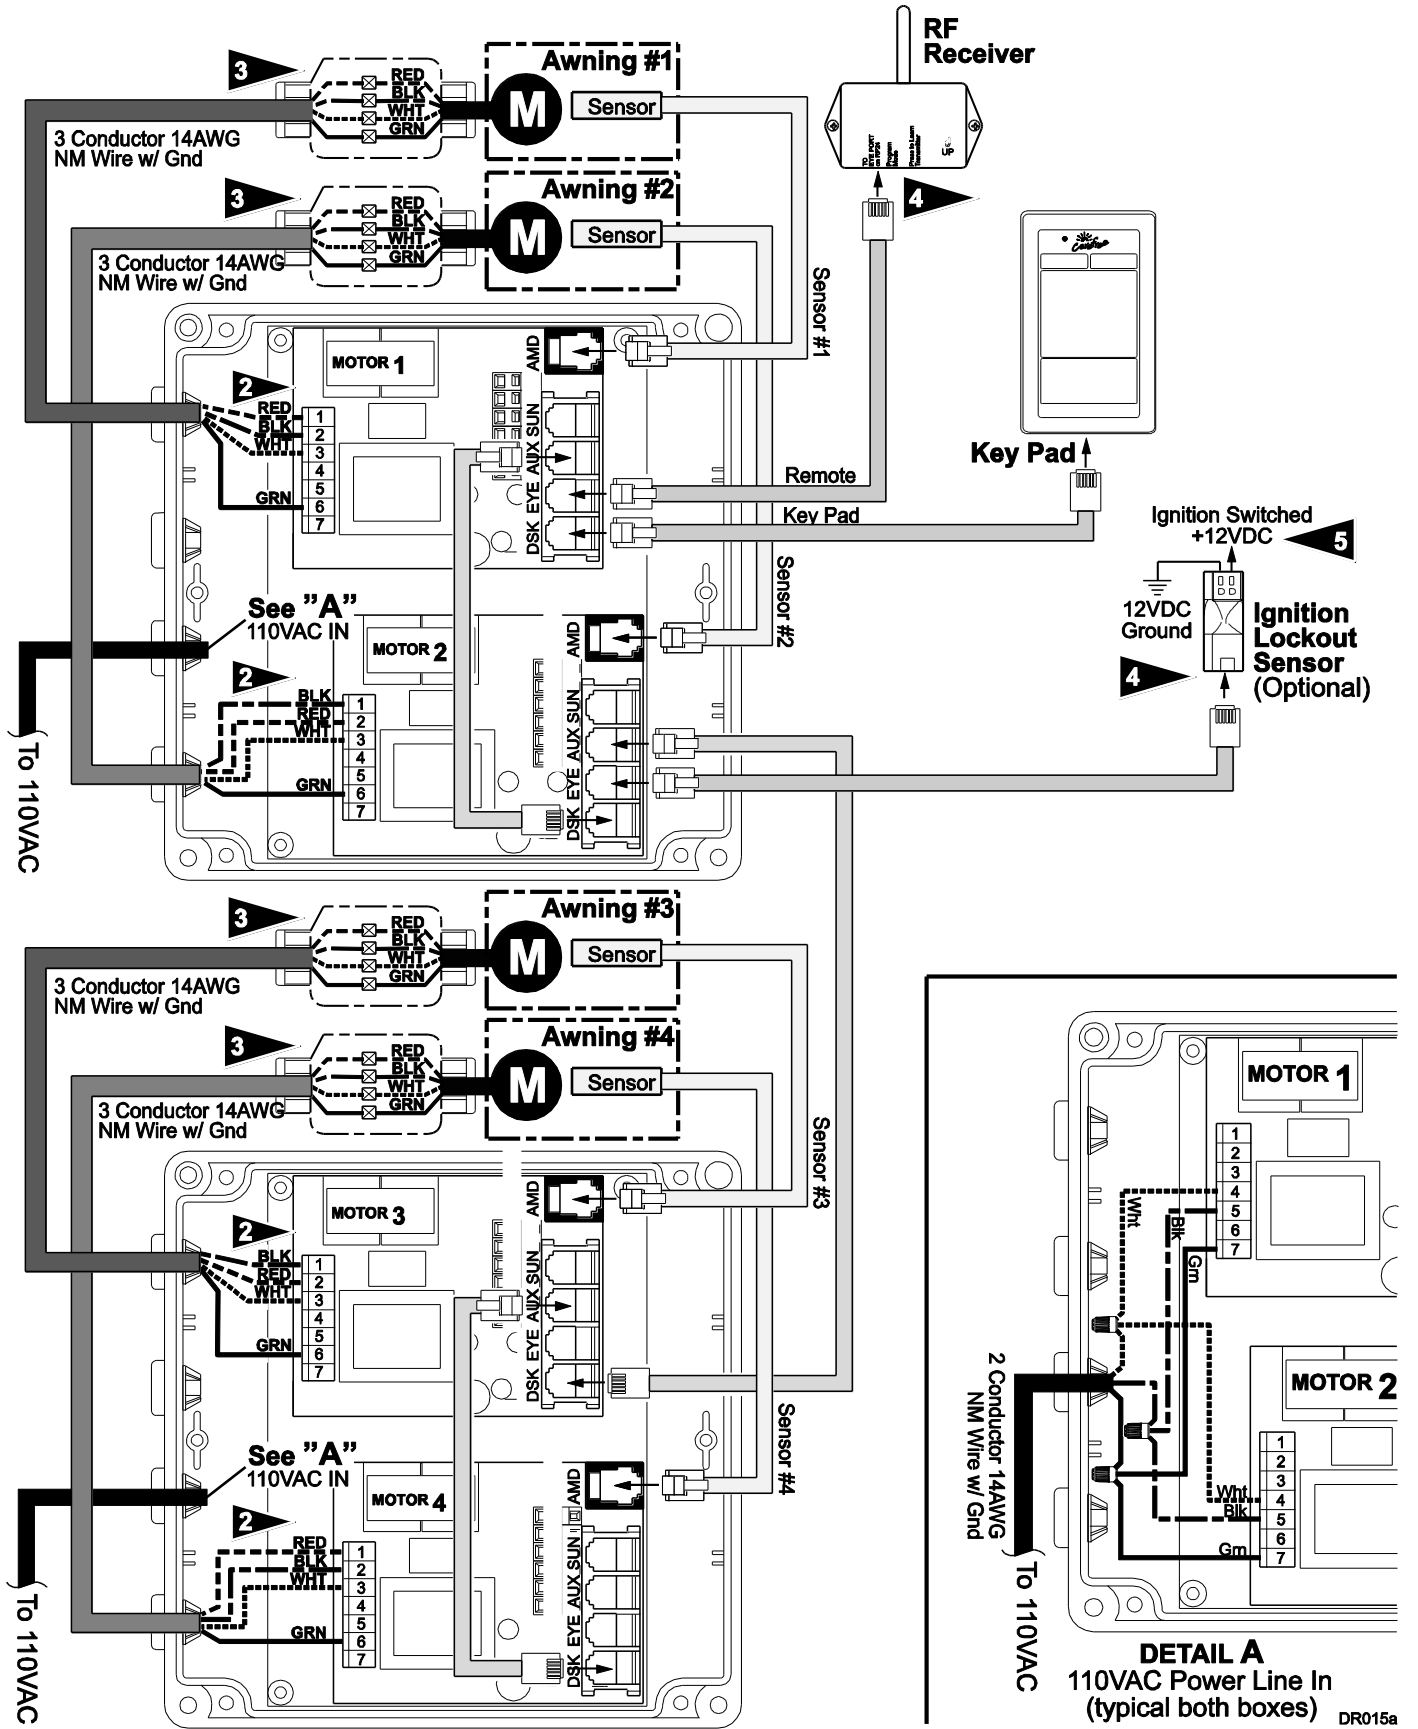 3
RED
BLK
WHT
GRN
Awning #1
M
Sensor
3 Conductor 14AWG
NM Wire w/ Gnd
RF
Receiver
TO
EYE PORT
Program
Mode
Press to Learn
Transmitter
UP
4
3
RED
BLK
WHT
GRN
Awning #2
M
Sensor
3 Conductor 14AWG
NM Wire w/ Gnd
Sensor #1
MOTOR 1
AMD
SUN
AUX
EYE
DSK
2
RED
BLK
WHT
GRN
1
2
3
4
5
6
7
Remote
Key Pad
Carefree
Key Pad
Ignition Switched
+12VDC
5
12VDC
Ground
Ignition
Lockout
Sensor
(Optional)
4
Sensor #2
See "A"
110VAC IN
To 110VAC
MOTOR 2
AMD
SUN
AUX
EYE
DSK
2
BLK
RED
WHT
GRN
1
2
3
4
5
6
7
3
RED
BLK
WHT
GRN
Awning #3
M
Sensor
3 Conductor 14AWG
NM Wire w/ Gnd
3
RED
BLK
WHT
GRN
Awning #4
M
Sensor
3 Conductor 14AWG
NM Wire w/ Gnd
Sensor #3
MOTOR 3
AMD
SUN
AUX
EYE
DSK
2
BLK
RED
WHT
GRN
1
2
3
4
5
6
7
Sensor #4
See "A"
110VAC IN
To 110VAC
MOTOR 4
AMD
SUN
AUX
EYE
DSK
2
RED
BLK
WHT
GRN
1
2
3
4
5
6
7
MOTOR 1
1
2
3
4
5
6
7
Wht
Blk
Grn
2 Conductor 14AWG
NM Wire w/ Gnd
To 110VAC
MOTOR 2
1
2
3
4
5
6
7
Wht
Blk
Grn
DETAIL A
110VAC Power Line In
(typical both boxes)
DR015a